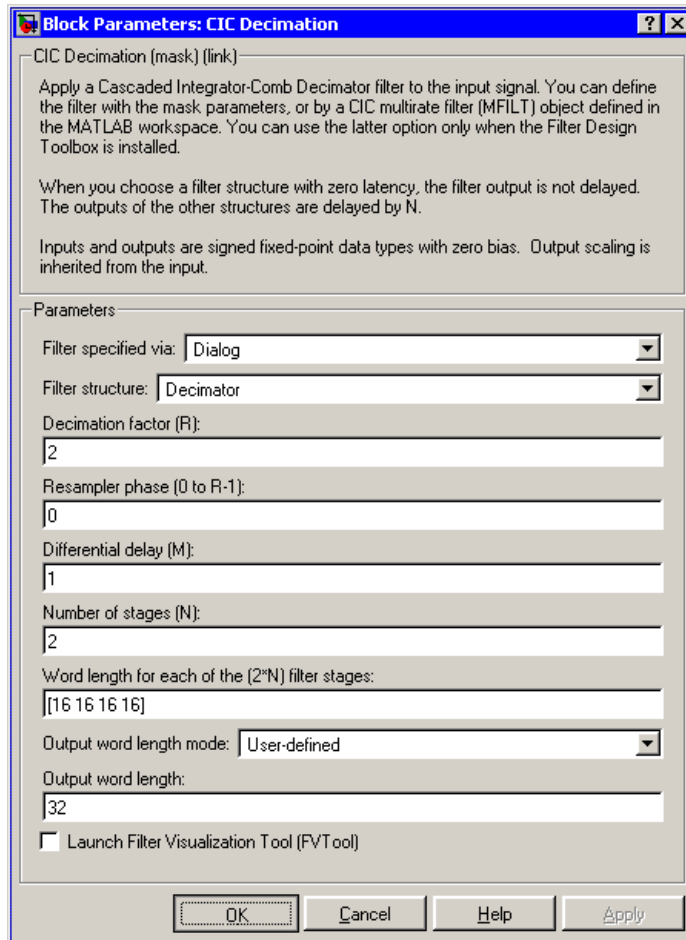 Block Parameters: CIC Decimation
CIC Decimation (mask) (link)
Apply a Cascaded Integrator-Comb Decimator filter to the input signal. You can define
the filter with the mask parameters, or by a CIC multirate filter (MFILT) object defined in
the MATLAB workspace. You can use the latter option only when the Filter Design
Toolbox is installed.
When you choose a filter structure with zero latency, the filter output is not delayed.
The outputs of the other structures are delayed by N.
Inputs and outputs are signed fixed-point data types with zero bias. Output scaling is
inherited from the input.
Parameters
Filter specified via: Dialog
Filter structure: Decimator
Decimation factor (R):
2
Resampler phase (0 to R-1):
0
Differential delay (M):
1
Number of stages (N):
2
Word length for each of the (2*N) filter stages:
[16 16 16 16]
Output word length mode: User-defined
Output word length:
32
Launch Filter Visualization Tool (FVTool)
OK Cancel Help Apply